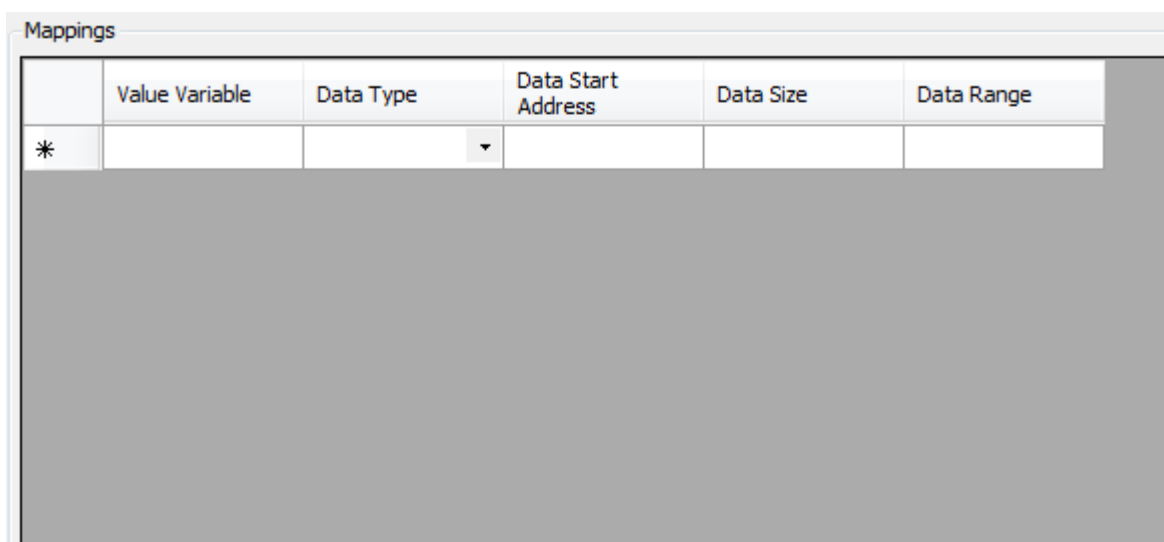 Mappings
Value Variable
Data Type
Data Start
Address
Data Size
Data Range